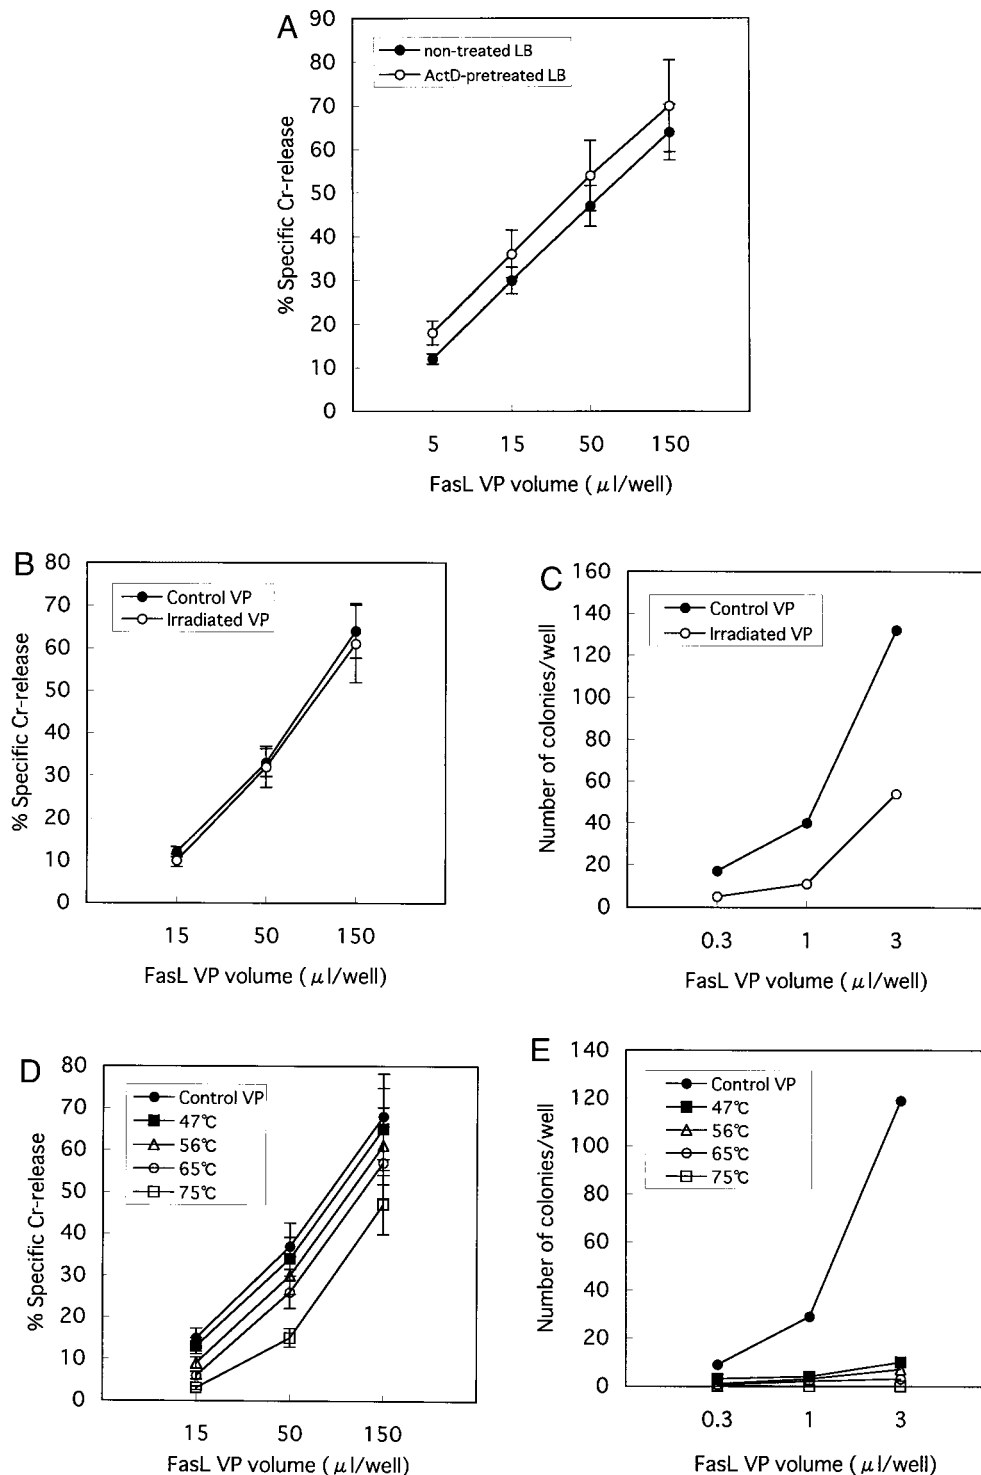 A
non-treated LB
ActD-pretreated LB
% Specific Cr-release
90
80
70
60
50
40
30
20
10
0
5 15 50 150
FasL VP volume ( μl/well)
B
Control VP
Irradiated VP
% Specific Cr-release
80
70
60
50
40
30
20
10
0
15 50 150
FasL VP volume ( μl/well)
C
Control VP
Irradiated VP
Number of colonies/well
160
140
120
100
80
60
40
20
0
0.3 1 3
FasL VP volume ( μl/well)
D
Control VP
47℃
56℃
65℃
75℃
% Specific Cr-release
80
70
60
50
40
30
20
10
0
15 50 150
FasL VP volume ( μl/well)
E
Control VP
47℃
56℃
65℃
75℃
Number of colonies/well
140
120
100
80
60
40
20
0
0.3 1 3
FasL VP volume ( μl/well)